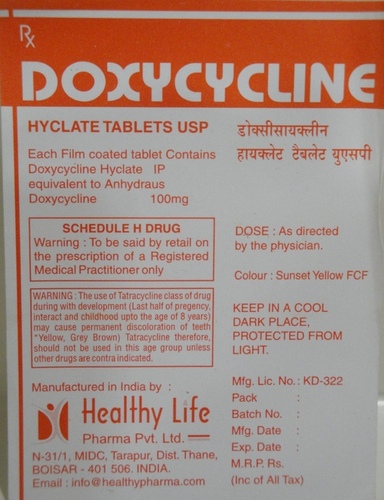 Rx
DOXYCYCLINE
HYCLATE TABLETS USP
डोक्सीसायक्लीन
हायक्लेट टैबलेट युएसपी
Each Film coated tablet Contains
Doxycycline Hyclate IP
equivalent to Anhydraus
Doxycycline 100mg
SCHEDULE H DRUG
Warning : To be said by retail on
the prescription of a Registered
Medical Practitioner only
DOSE : As directed
by the physician.
Colour : Sunset Yellow FCF
WARNING : The use of Tatracycline class of drug
during with development (Last half of pregency,
interact and childhood upto the age of 8 years)
may cause permanent discoloration of teeth
"Yellow, Grey Brown) Tatracycline therefore,
should not be used in this age group unless
other drugs are contra indicated.
KEEP IN A COOL
DARK PLACE,
PROTECTED FROM
LIGHT.
Manufactured in India by :
Healthy Life
Pharma Pvt. Ltd.
N-31/1, MIDC, Tarapur, Dist. Thane,
BOISAR - 401 506. INDIA.
Email : info@healthypharma.com
Mfg. Lic. No. : KD-322
Pack :
Batch No. :
Mfg. Date :
Exp. Date :
M.R.P. Rs.
(Inc of All Tax)